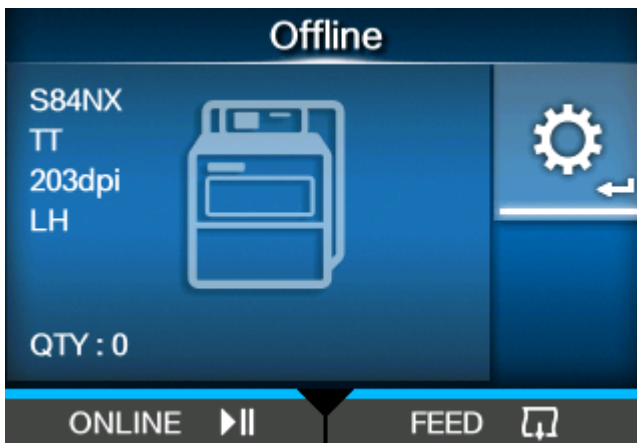 Offline
S84NX
TT
203dpi
LH
QTY : 0
ONLINE
FEED